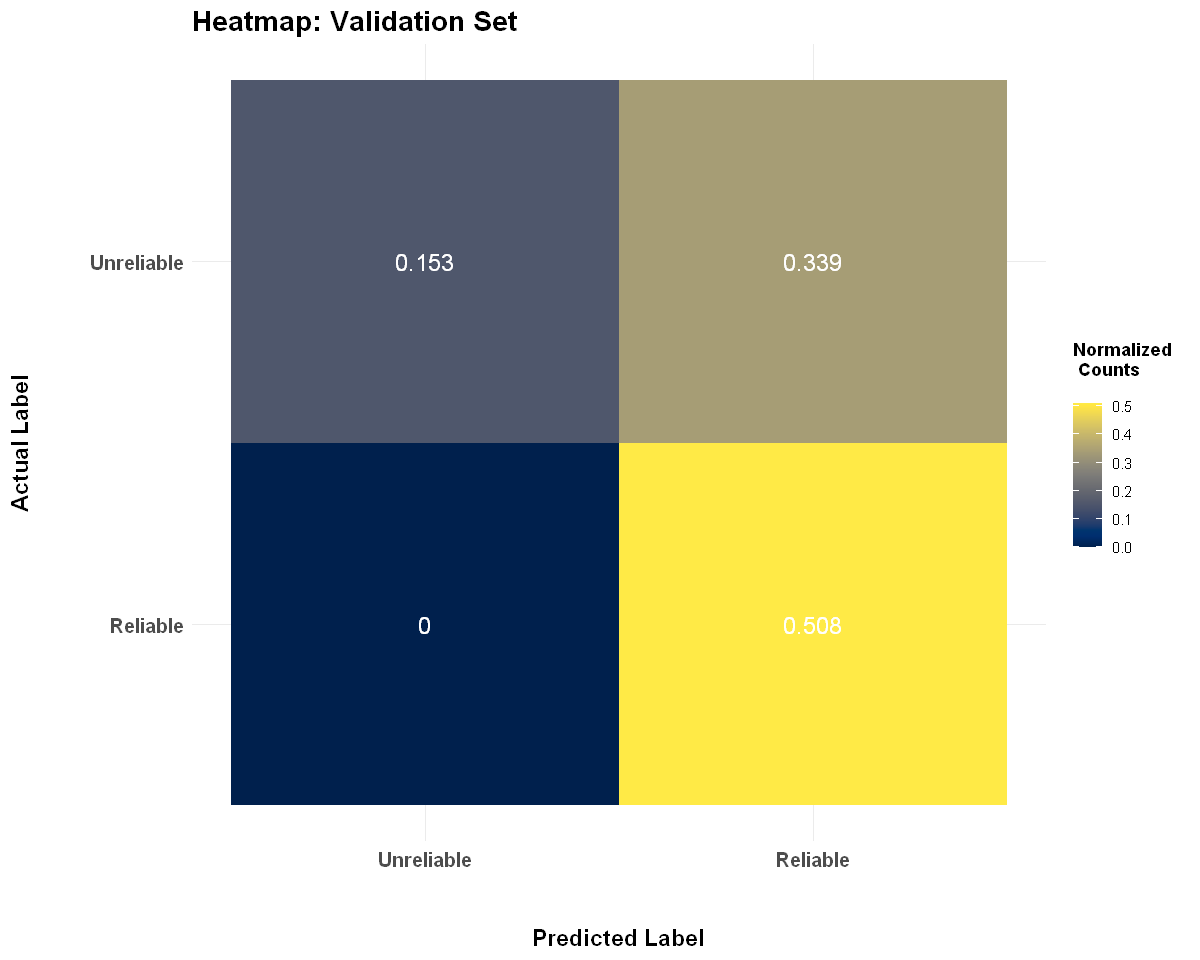 Heatmap: Validation Set
Actual Label
Unreliable
0.153
0.339
Reliable
0
0.508
Unreliable
Reliable
Predicted Label
Normalized
Counts
0.5
0.4
0.3
0.2
0.1
0.0